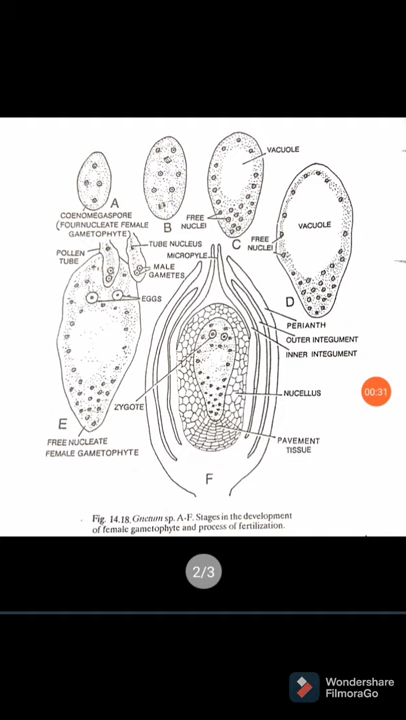 VACUOLE
A
COENOMEGASPORE
(FOURNUCLEATE FEMALE
GAMETOPHYTE)
B
FREE
NUCLEI
C
VACUOLE
TUBE NUCLEUS
MICROPYLE
FREE
NUCLEI
POLLEN
TUBE
MALE
GAMETES
EGGS
D
PERIANTH
OUTER INTEGUMENT
INNER INTEGUMENT
00:31
NUCELLUS
ZYGOTE
E
FREE NUCLEATE
FEMALE GAMETOPHYTE
PAVEMENT
TISSUE
F
Fig. 14.18. Gnetum sp. A-F. Stages in the development
of female gametophyte and process of fertilization.
2/3
Wondershare
FilmoraGo